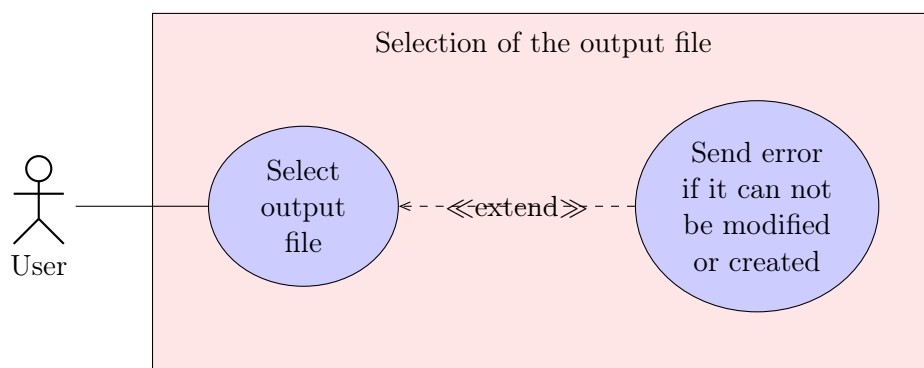 Selection of the output file
Select
output
file
≪extend≫
Send error
if it can not
be modified
or created
User